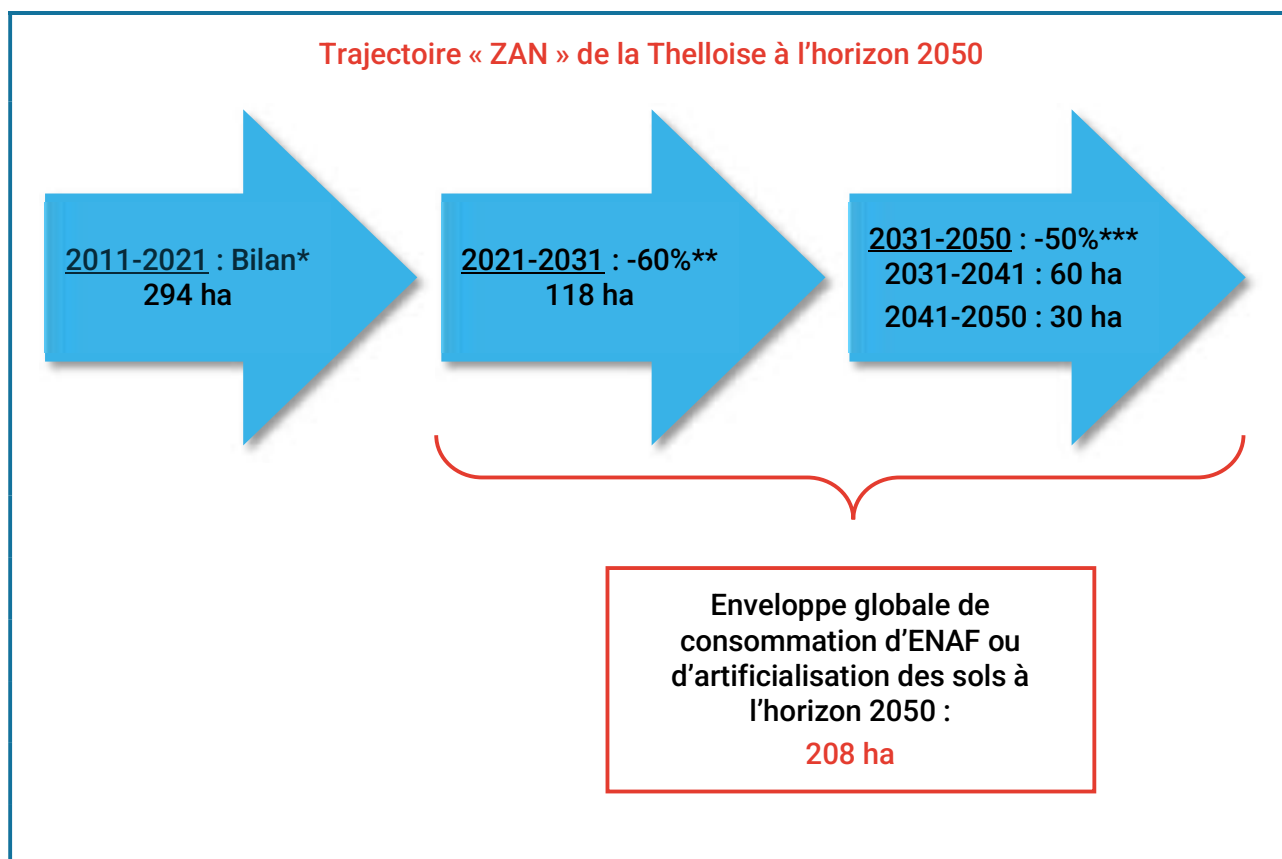 Trajectoire « ZAN » de la Thelloise à l’horizon 2050
2011-2021 : Bilan*
294 ha
2021-2031 : -60%**
118 ha
2031-2050 : -50%***
2031-2041 : 60 ha
2041-2050 : 30 ha
Enveloppe globale de
consommation d’ENAF ou
d’artificialisation des sols à
l’horizon 2050 :
208 ha